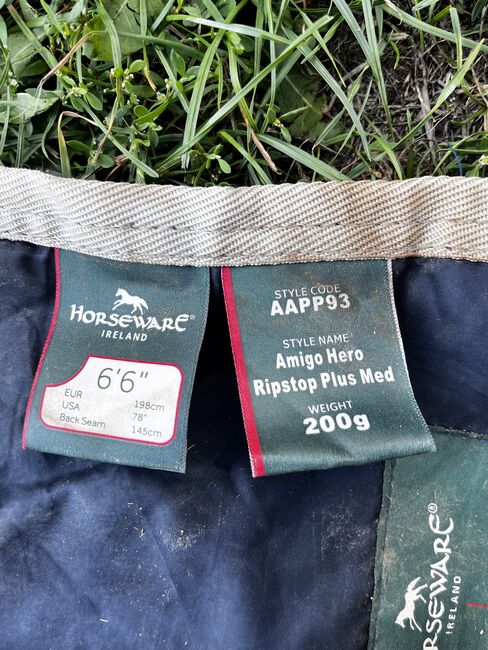 HORSEWARE®
IRELAND
6'6"
EUR 198cm
USA 78"
Back Seam 145cm
STYLE CODE
AAPP93
STYLE NAME
Amigo Hero
Ripstop Plus Med
WEIGHT
200g
HORSEWARE®
IRELAND